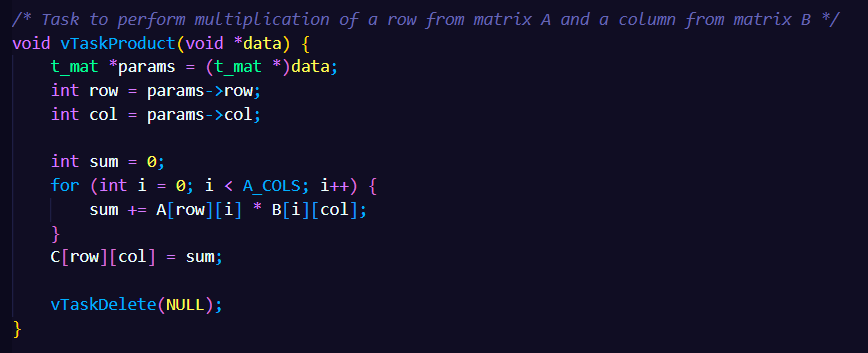 /* Task to perform multiplication of a row from matrix A and a column from matrix B */
void vTaskProduct(void *data) {
    t_mat *params = (t_mat *)data;
    int row = params->row;
    int col = params->col;

    int sum = 0;
    for (int i = 0; i < A_COLS; i++) {
        sum += A[row][i] * B[i][col];
    }
    C[row][col] = sum;

    vTaskDelete(NULL);
}